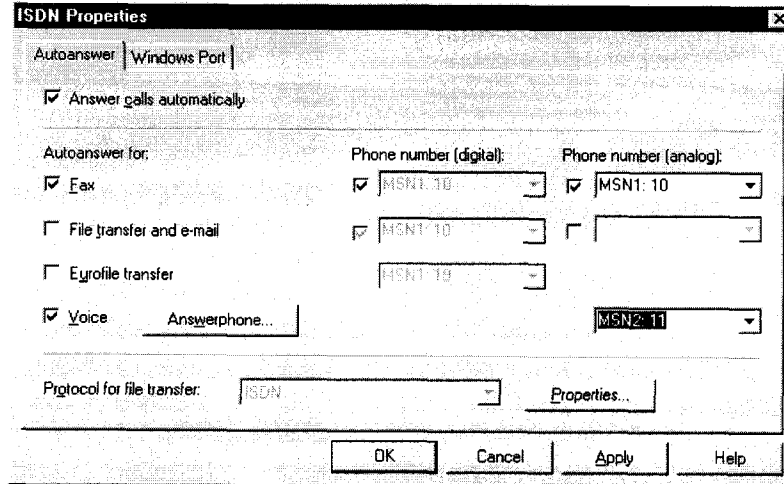 ISDN Properties
Autoanswer Windows Port
Answer calls automatically
Autoanswer for: Phone number (digital): Phone number (analog):
Fax MSN1: 10 MSN1: 10
File transfer and e-mail MSN1: 10
Eurofile transfer MSN1: 10
Voice Answerphone... MSN2: 11
Protocol for file transfer: ISDN Properties...
OK Cancel Apply Help